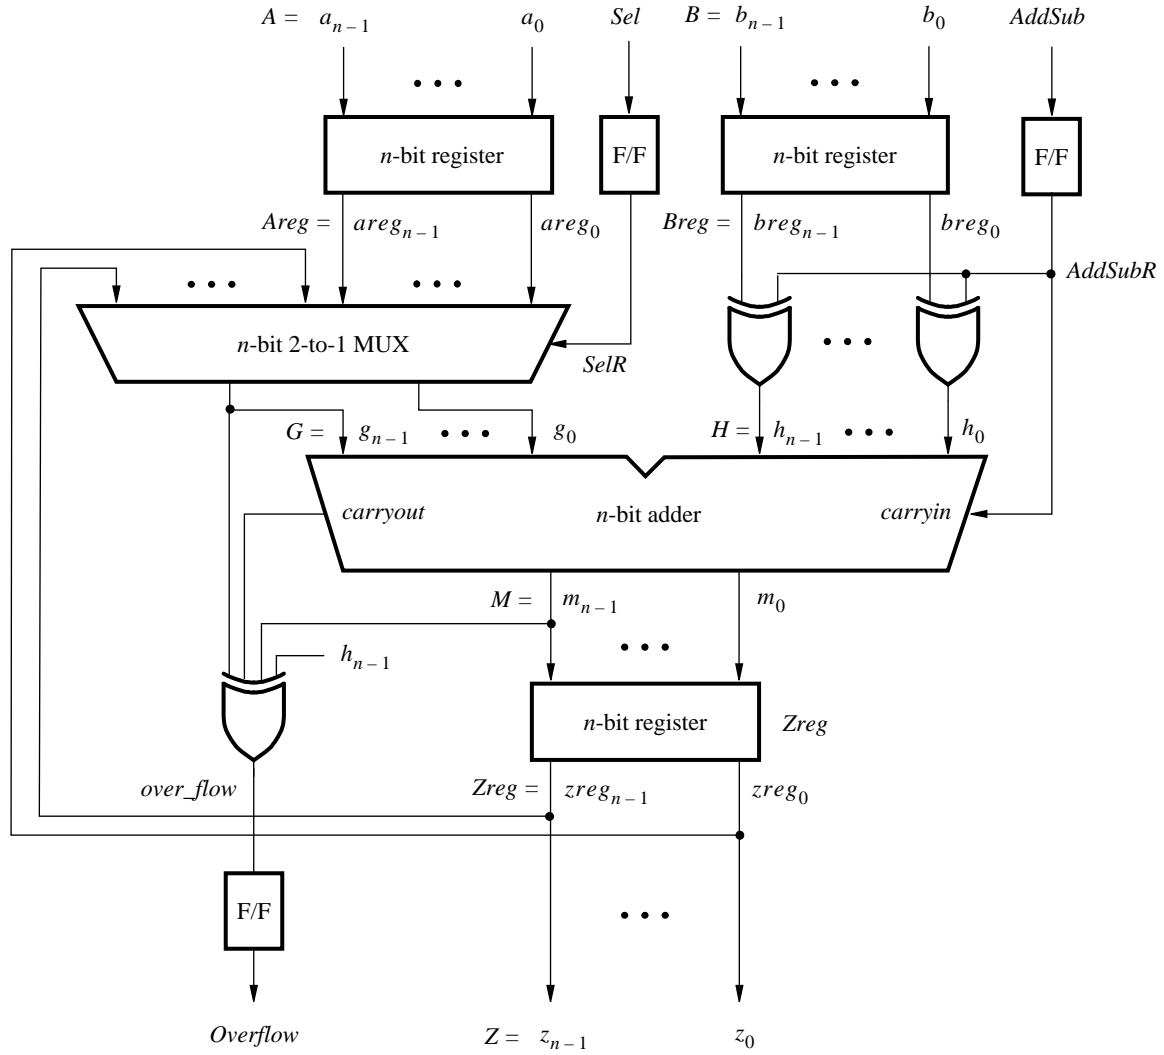 A = a_{n – 1} a_0 Sel B = b_{n – 1} b_0 AddSub
n-bit register F/F n-bit register F/F
Areg = areg_{n – 1} areg_0 Breg = breg_{n – 1} breg_0
AddSubR
n-bit 2-to-1 MUX
SelR
G = g_{n – 1} g_0 H = h_{n – 1} h_0
carryout n-bit adder carryin
M = m_{n – 1} m_0
h_{n – 1}
n-bit register Zreg
over_flow Zreg = zreg_{n – 1} zreg_0
F/F
Overflow Z = z_{n – 1} z_0